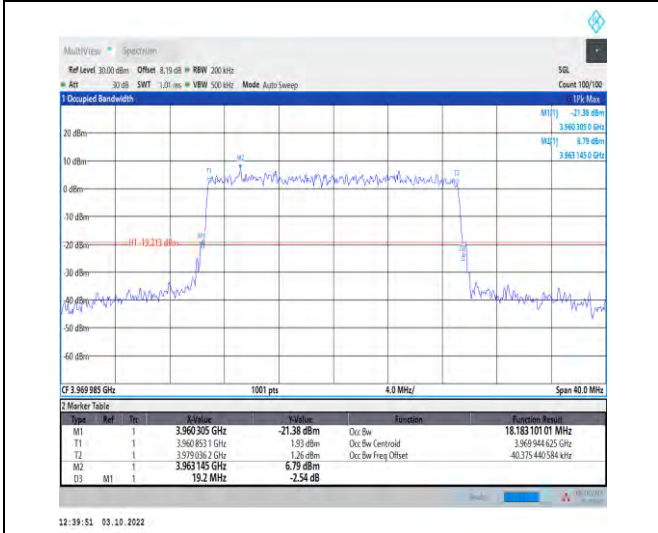 MultiView Spectrum
Ref Level 30.00 dBm Offset 8.19 dB RBW 200 kHz SGL
Att 30 dB SWT 1.01 ms VBW 500 kHz Mode Auto Sweep Count 100/100
1 Occupied Bandwidth 1Pk Max
M1[1] -21.38 dBm
3.960 305 0 GHz
M2[1] 6.79 dBm
3.963 145 0 GHz
20 dBm
M2
10 dBm
T1
0 dBm
-10 dBm
-20 dBm
H1 -19.213 dBm
-30 dBm
-40 dBm
-50 dBm
-60 dBm
CF 3.969 985 GHz 1001 pts 4.0 MHz/ Span 40.0 MHz
2 Marker Table
Type Ref Trc X-Value Y-Value Function Function Result
M1 1 3.960 305 GHz -21.38 dBm Occ Bw 18.183 101 01 MHz
T1 1 3.960 853 1 GHz 1.93 dBm Occ Bw Centroid 3.969 944 625 GHz
T2 1 3.979 036 2 GHz 1.26 dBm Occ Bw Freq Offset -40.375 440 584 kHz
M2 1 3.963 145 GHz 6.79 dBm
D3 M1 1 19.2 MHz -2.54 dB
12:39:51 03.10.2022